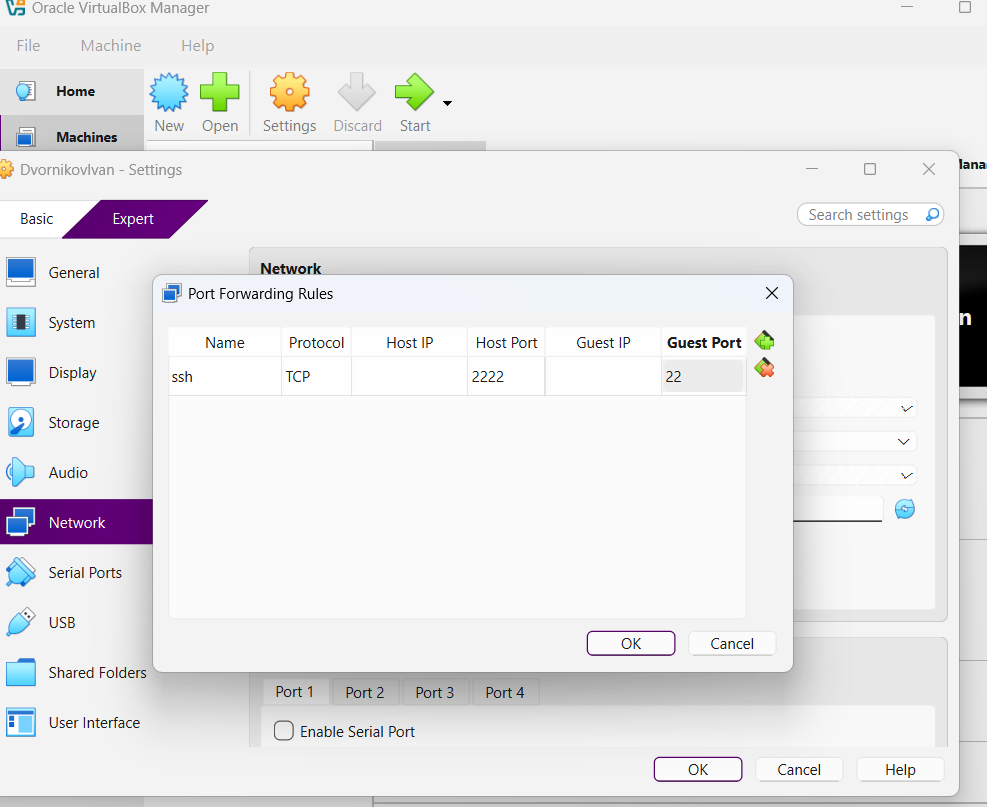 Oracle VirtualBox Manager
File Machine Help
Home
Machines
New Open Settings Discard Start
DvornikovIvan - Settings
Basic Expert
Search settings
General
System
Display
Storage
Audio
Network
Serial Ports
USB
Shared Folders
User Interface
Network
Port Forwarding Rules
Name Protocol Host IP Host Port Guest IP Guest Port
ssh TCP 2222 22
OK Cancel
Port 1 Port 2 Port 3 Port 4
Enable Serial Port
OK Cancel Help